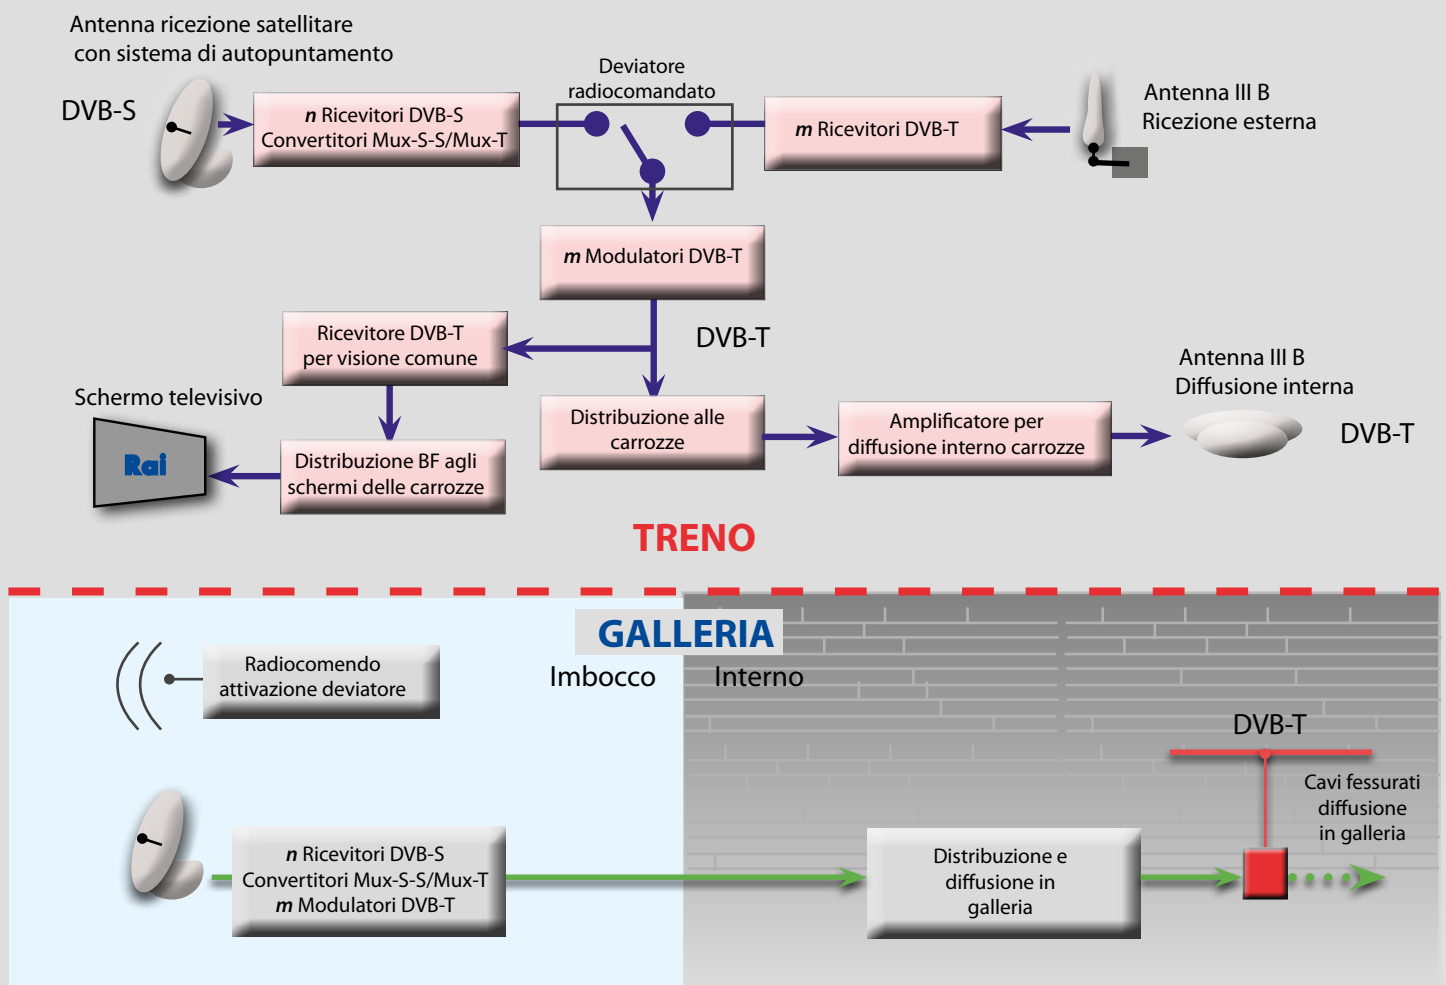 Antenna ricezione satellitare
con sistema di autopuntamento
DVB-S
n Ricevitori DVB-S
Convertitori Mux-S-S/Mux-T
Deviatore
radiocomandato
m Ricevitori DVB-T
Antenna III B
Ricezione esterna
m Modulatori DVB-T
Ricevitore DVB-T
per visione comune
DVB-T
Schermo televisivo
Rai
Distribuzione BF agli
schermi delle carrozze
Distribuzione alle
carrozze
Amplificatore per
diffusione interno carrozze
Antenna III B
Diffusione interna
DVB-T
TRENO
GALLERIA
Imbocco
Interno
Radiocomendo
attivazione deviatore
DVB-T
Cavi fessurati
diffusione
in galleria
n Ricevitori DVB-S
Convertitori Mux-S-S/Mux-T
m Modulatori DVB-T
Distribuzione e
diffusione in
galleria